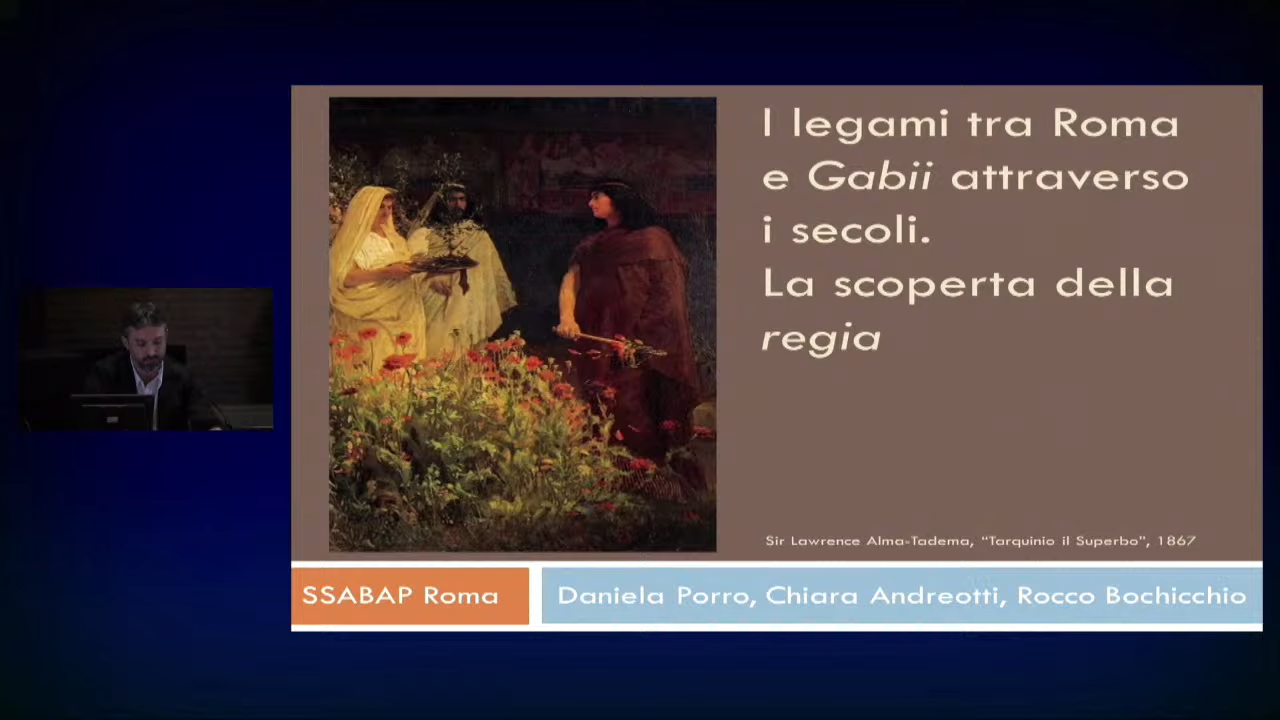 I legami tra Roma
e Gabii attraverso
i secoli.
La scoperta della
regia
Sir Lawrence Alma-Tadema, "Tarquinio il Superbo", 1867
SSABAP Roma
Daniela Porro, Chiara Andreotti, Rocco Bochicchio